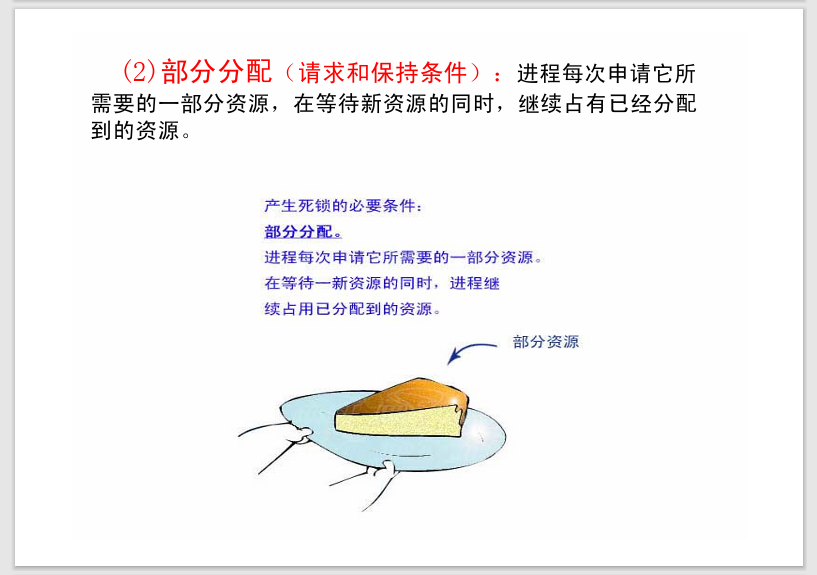 (2)部分分配（请求和保持条件）：进程每次申请它所
需要的一部分资源，在等待新资源的同时，继续占有已经分配
到的资源。
产生死锁的必要条件：
部分分配。
进程每次申请它所需要的一部分资源。
在等待一新资源的同时，进程继
续占用已分配到的资源。
部分资源